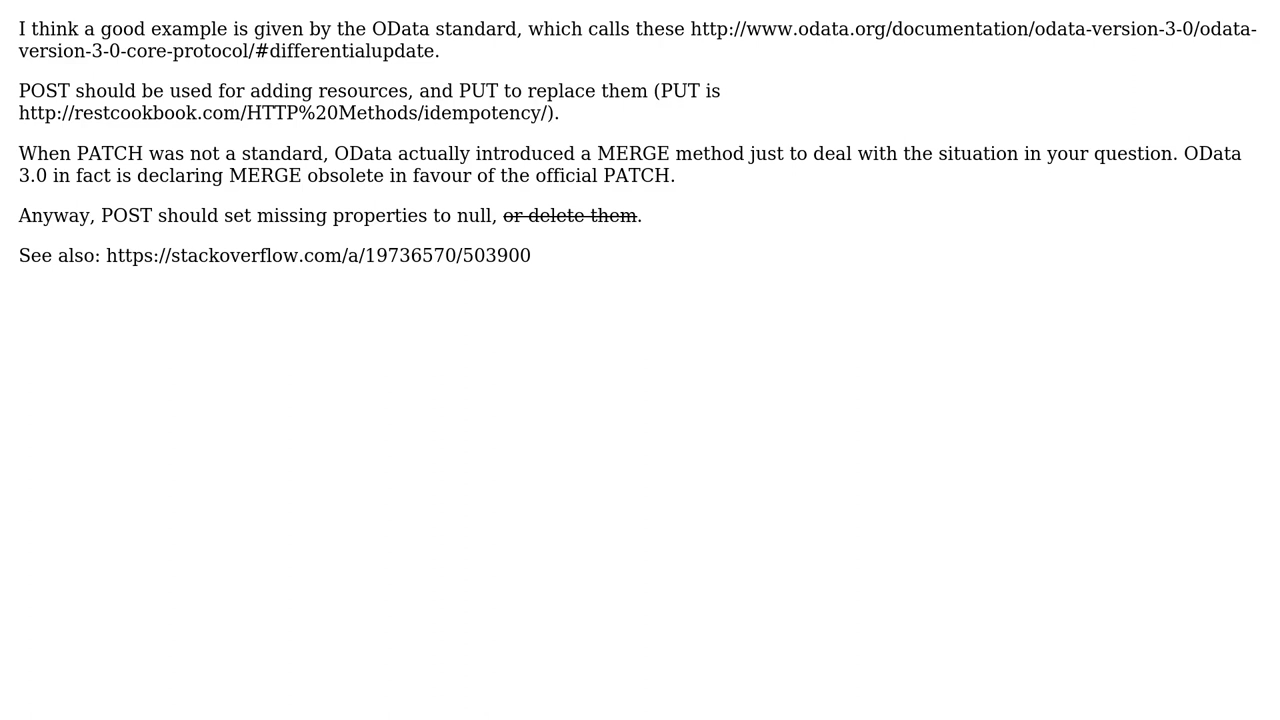 I think a good example is given by the OData standard, which calls these http://www.odata.org/documentation/odata-version-3-0/odata-
version-3-0-core-protocol/#differentialupdate.
POST should be used for adding resources, and PUT to replace them (PUT is
http://restcookbook.com/HTTP%20Methods/idempotency/).
When PATCH was not a standard, OData actually introduced a MERGE method just to deal with the situation in your question. OData
3.0 in fact is declaring MERGE obsolete in favour of the official PATCH.
Anyway, POST should set missing properties to null, or delete them.
See also: https://stackoverflow.com/a/19736570/503900